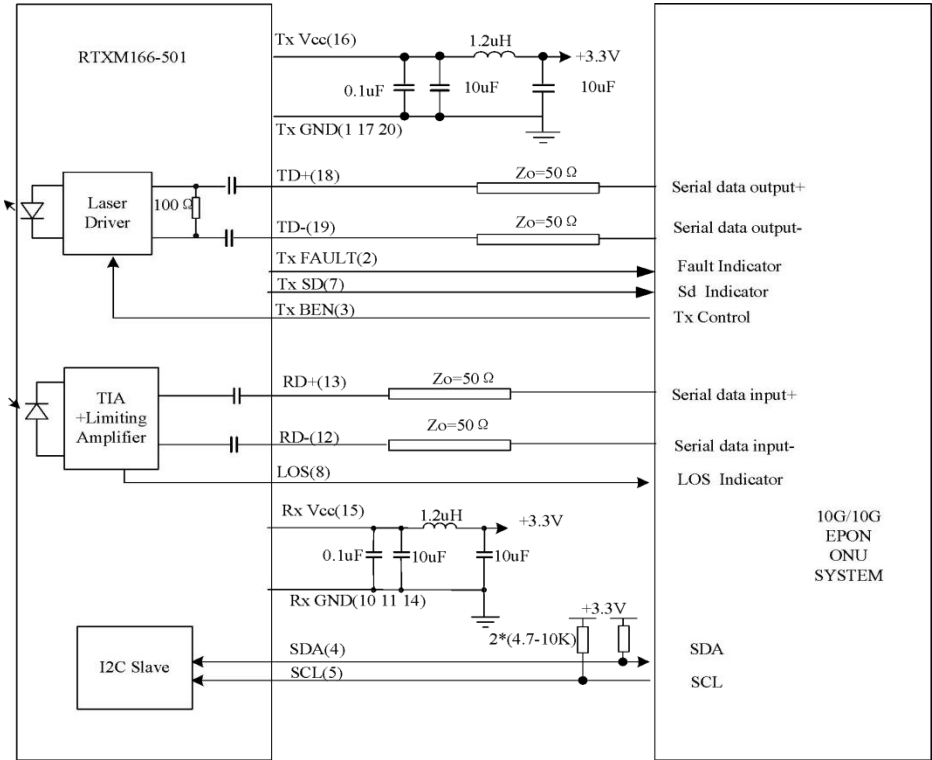 RTXM166-501
Tx Vcc(16)
1.2uH
+3.3V
0.1uF
10uF
10uF
Tx GND(1 17 20)
Laser
Driver
100 Ω
TD+(18)
Zo=50 Ω
Serial data output+
TD-(19)
Zo=50 Ω
Serial data output-
Tx FAULT(2)
Fault Indicator
Tx SD(7)
Sd Indicator
Tx BEN(3)
Tx Control
TIA
+Limiting
Amplifier
RD+(13)
Zo=50 Ω
Serial data input+
RD-(12)
Zo=50 Ω
Serial data input-
LOS(8)
LOS Indicator
Rx Vcc(15)
1.2uH
+3.3V
0.1uF
10uF
10uF
Rx GND(10 11 14)
10G/10G
EPON
ONU
SYSTEM
+3.3V
2*(4.7-10K)
I2C Slave
SDA(4)
SDA
SCL(5)
SCL